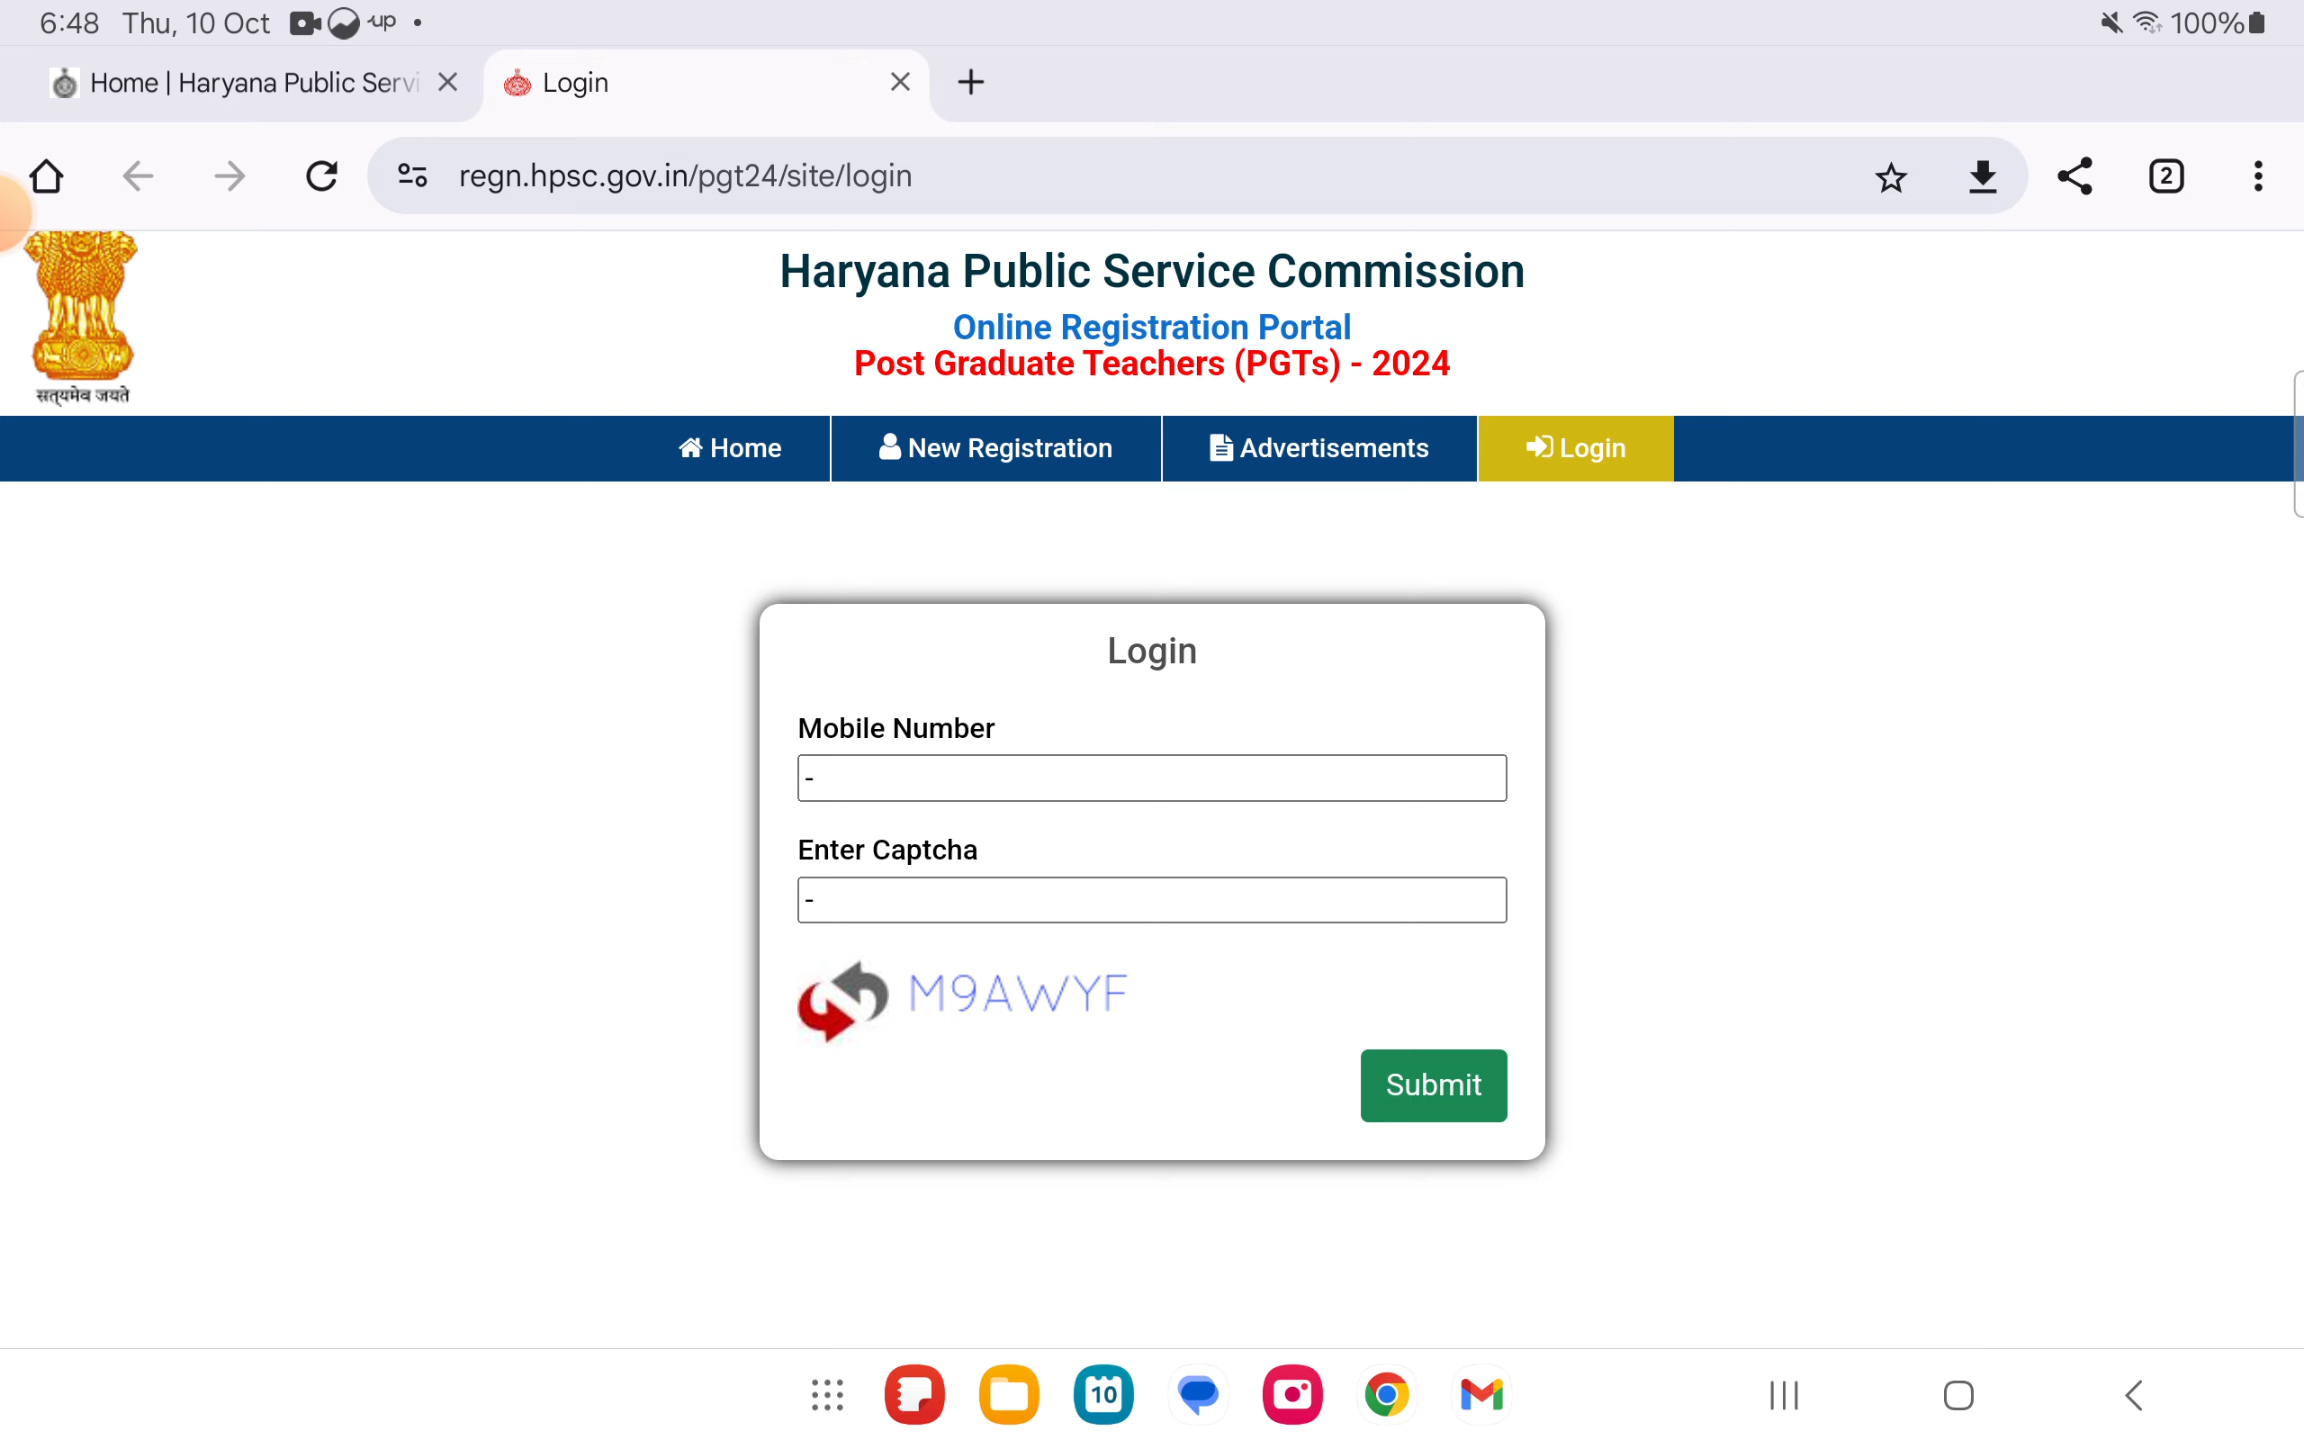 6:48 Thu, 10 Oct up • 100%
Home | Haryana Public Servi
Login
regn.hpsc.gov.in/pgt24/site/login
2
सत्यमेव जयते
Haryana Public Service Commission
Online Registration Portal
Post Graduate Teachers (PGTs) - 2024
Home New Registration Advertisements Login
Login
Mobile Number
-
Enter Captcha
-
M9AWYF
Submit
10